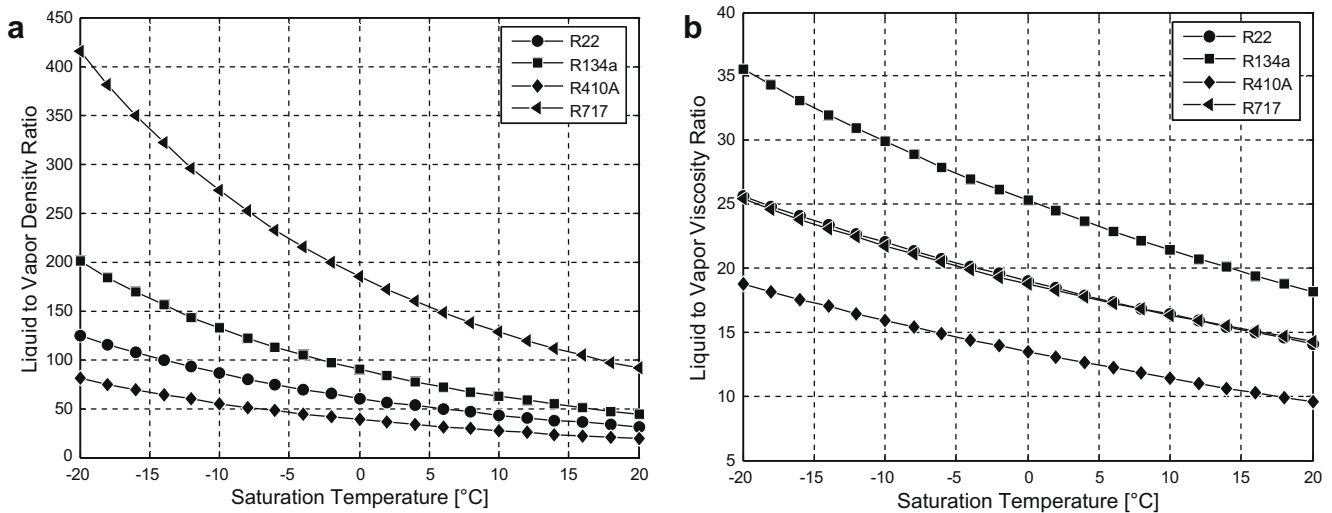 a
450
400
350
300
250
200
150
100
50
0
Liquid to Vapor Density Ratio
-20 -15 -10 -5 0 5 10 15 20
Saturation Temperature [°C]
R22
R134a
R410A
R717
b
40
35
30
25
20
15
10
5
Liquid to Vapor Viscosity Ratio
-20 -15 -10 -5 0 5 10 15 20
Saturation Temperature [°C]
R22
R134a
R410A
R717